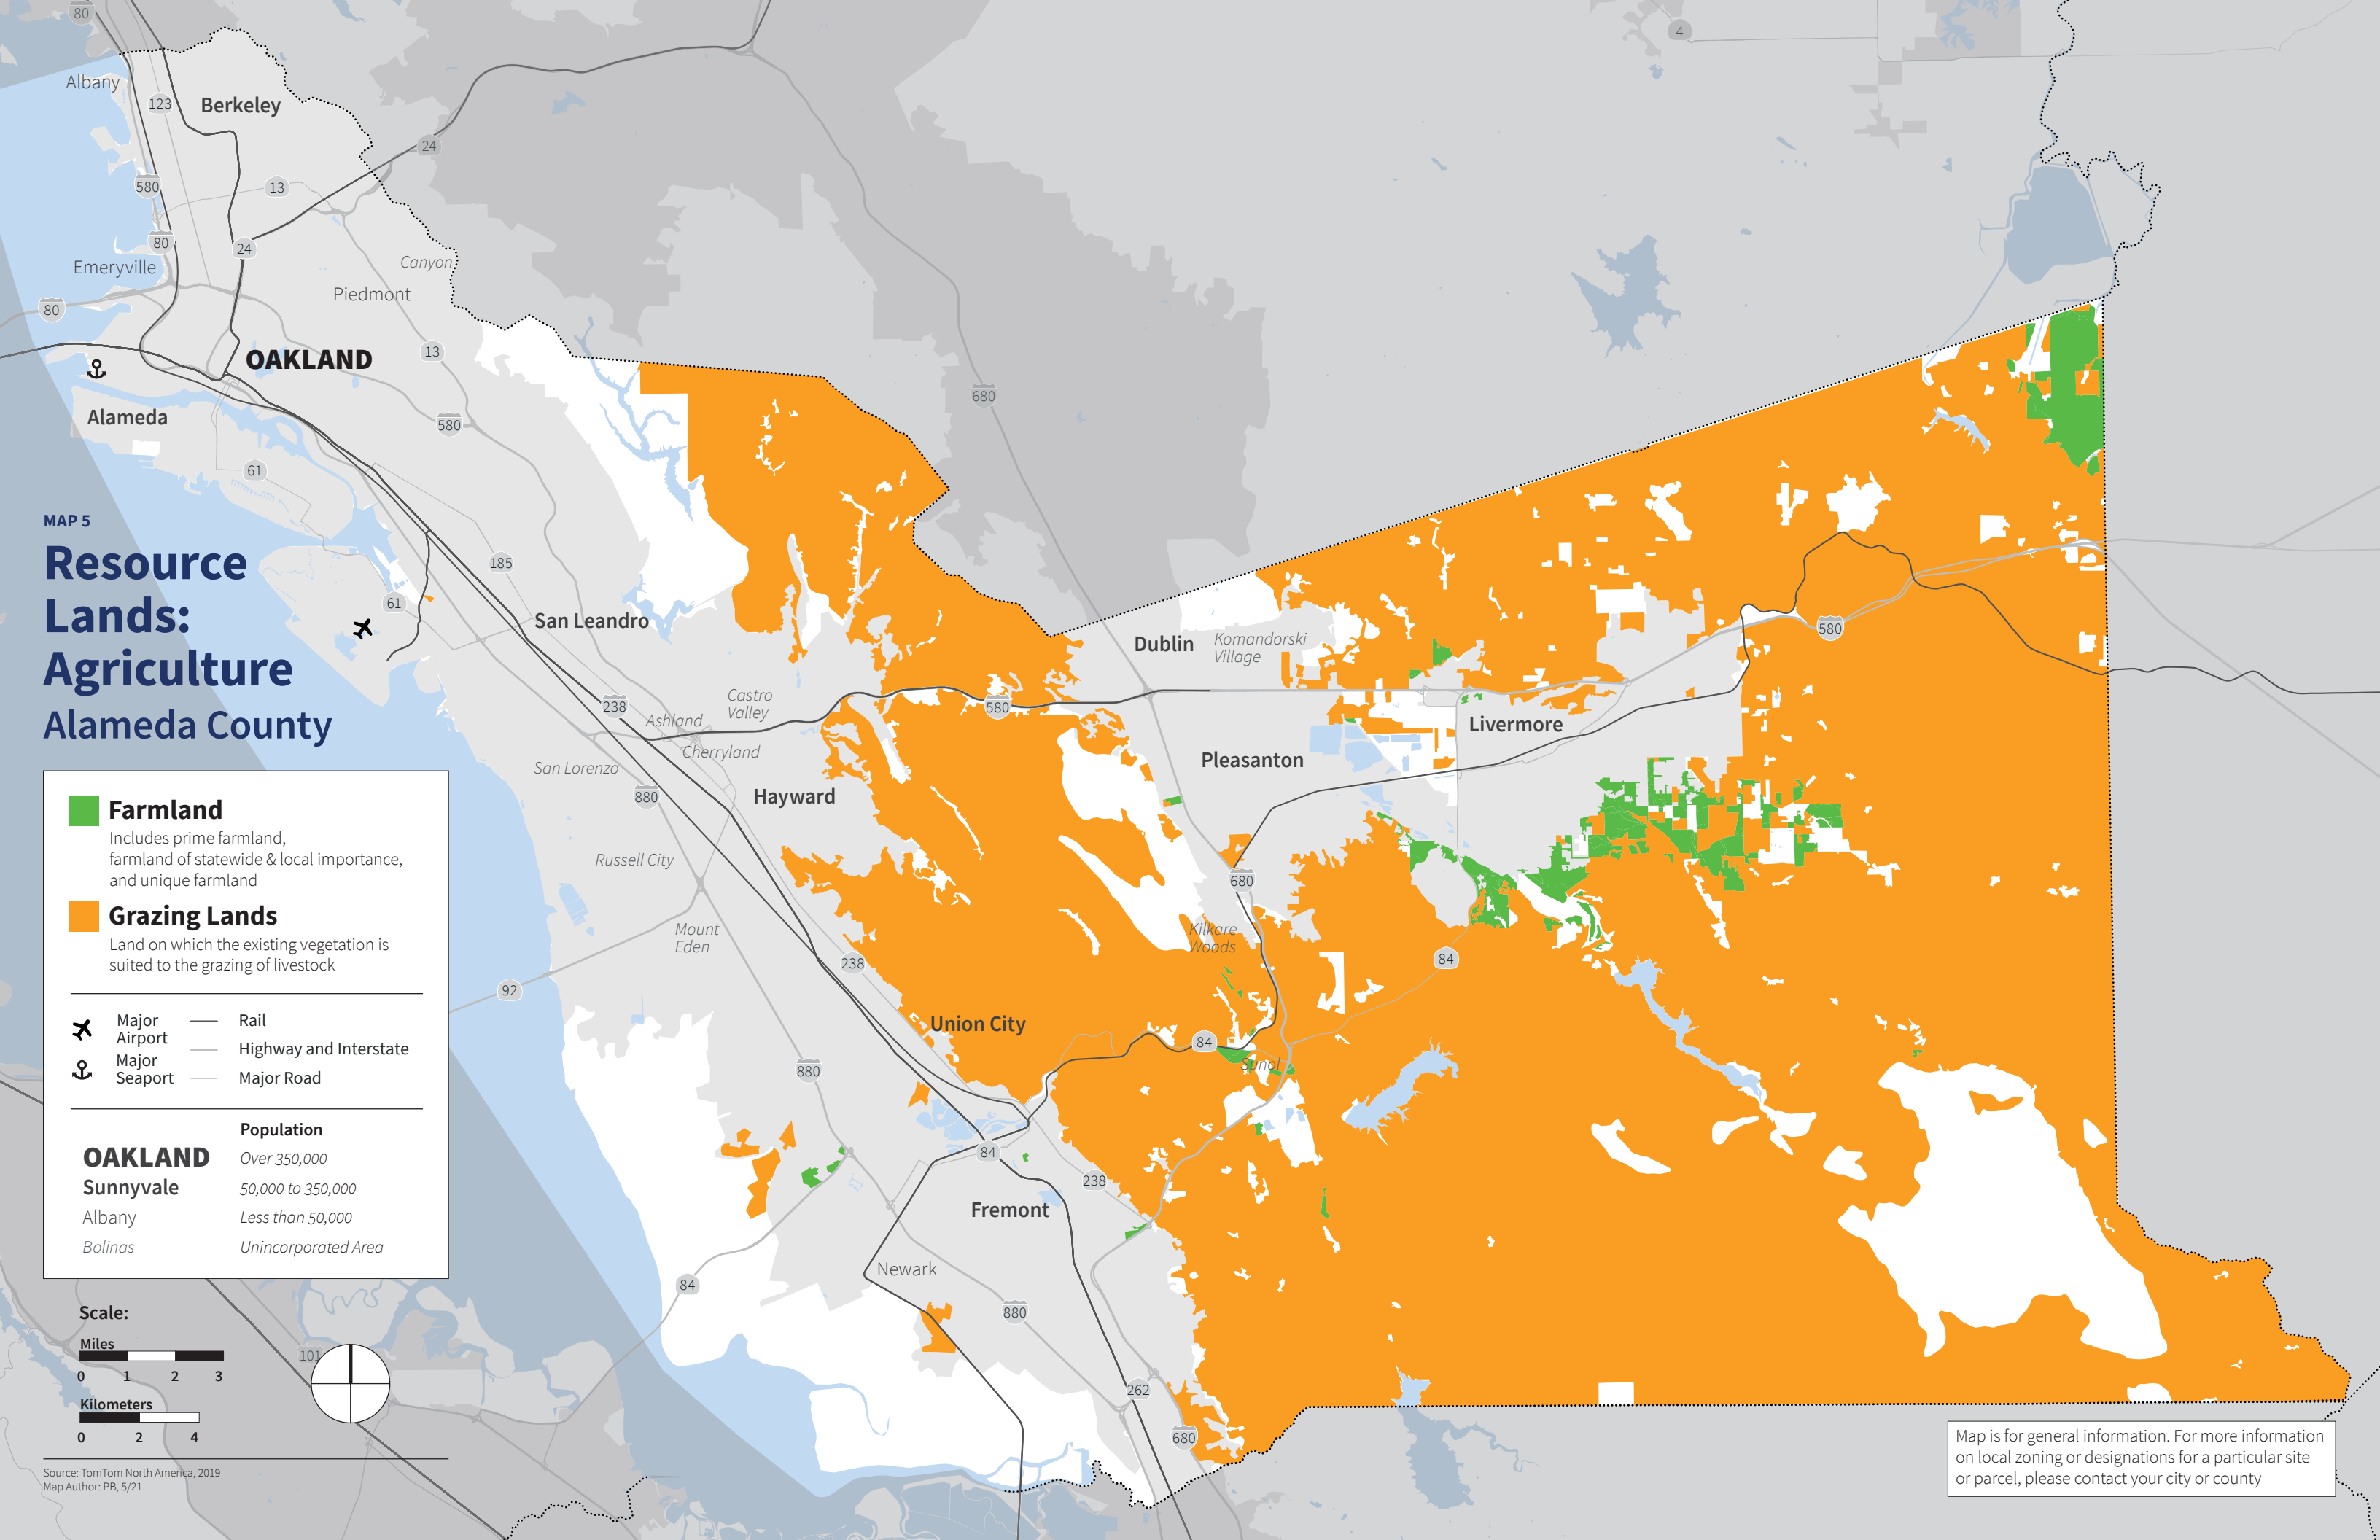 MAP 5
Resource
Lands:
Agriculture
Alameda County
Farmland
Includes prime farmland,
farmland of statewide & local importance,
and unique farmland
Grazing Lands
Land on which the existing vegetation is
suited to the grazing of livestock
Major
Airport
Rail
Highway and Interstate
Major
Seaport
Major Road
Population
OAKLAND
Over 350,000
Sunnyvale
50,000 to 350,000
Albany
Less than 50,000
Bolinas
Unincorporated Area
Scale:
Miles
0 1 2 3
Kilometers
0 2 4
Source: TomTom North America, 2019
Map Author: PB, 5/21
80
4
Albany
123
Berkeley
24
580
13
80
24
Emeryville
Canyon
Piedmont
80
13
OAKLAND
680
Alameda
580
61
185
61
San Leandro
580
Dublin
Komandorski
Village
Castro
Valley
238
580
Ashland
Livermore
Cherryland
Pleasanton
San Lorenzo
880
Hayward
Russell City
680
Mount
Eden
Kilkare
Woods
238
84
92
Union City
84
Sunol
880
84
238
Fremont
Newark
84
880
101
262
680
Map is for general information. For more information
on local zoning or designations for a particular site
or parcel, please contact your city or county